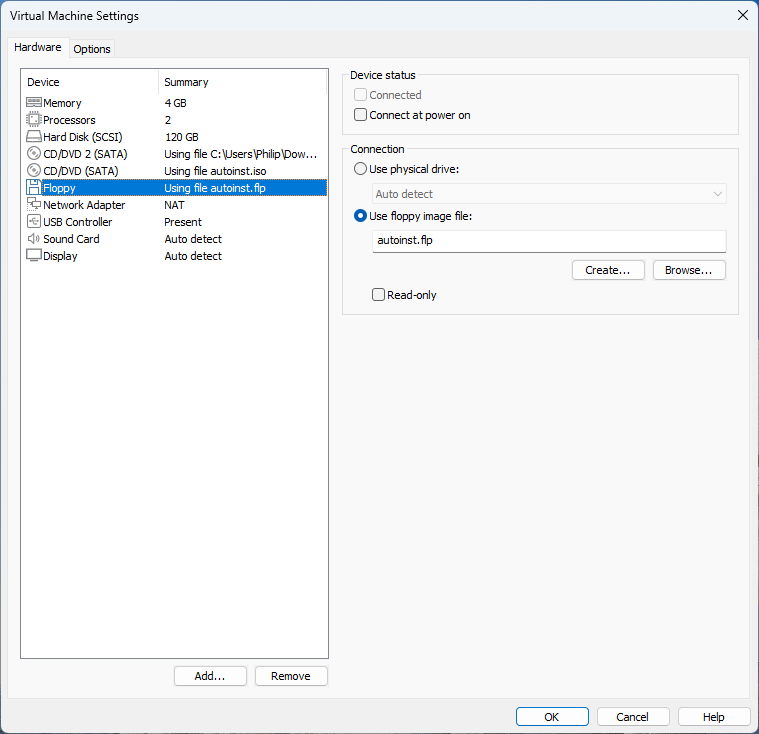 Virtual Machine Settings
Hardware
Options
Device Summary
Memory 4 GB
Processors 2
Hard Disk (SCSI) 120 GB
CD/DVD 2 (SATA) Using file C:\Users\Philip\Dow...
CD/DVD (SATA) Using file autoinst.iso
Floppy Using file autoinst.flp
Network Adapter NAT
USB Controller Present
Sound Card Auto detect
Display Auto detect
Add...
Remove
Device status
Connected
Connect at power on
Connection
Use physical drive:
Auto detect
Use floppy image file:
autoinst.flp
Create...
Browse...
Read-only
OK
Cancel
Help